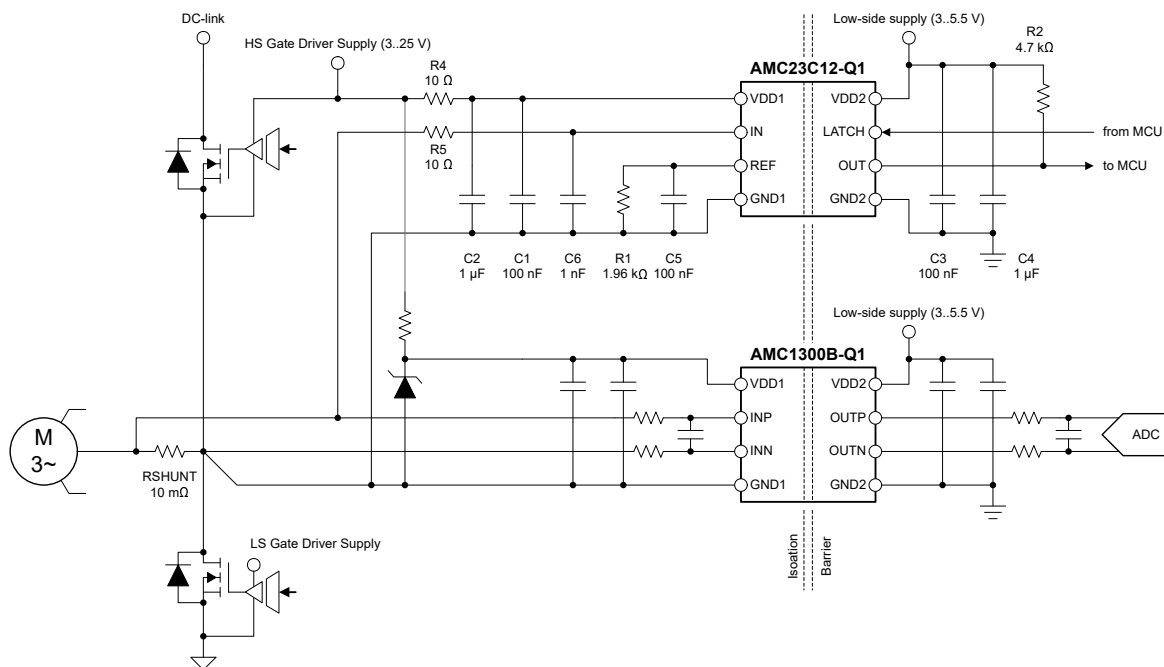 DC-link
HS Gate Driver Supply (3..25 V)
Low-side supply (3..5.5 V)
R2
4.7 kΩ
R4
10 Ω
AMC23C12-Q1
VDD1
VDD2
IN
LATCH
from MCU
R5
10 Ω
REF
OUT
to MCU
GND1
GND2
C2
1 µF
C1
100 nF
C6
1 nF
R1
1.96 kΩ
C5
100 nF
C3
100 nF
C4
1 µF
Low-side supply (3..5.5 V)
AMC1300B-Q1
VDD1
VDD2
INP
OUTP
M
3~
ADC
INN
OUTN
RSHUNT
10 mΩ
GND1
GND2
LS Gate Driver Supply
Isoation
Barrier